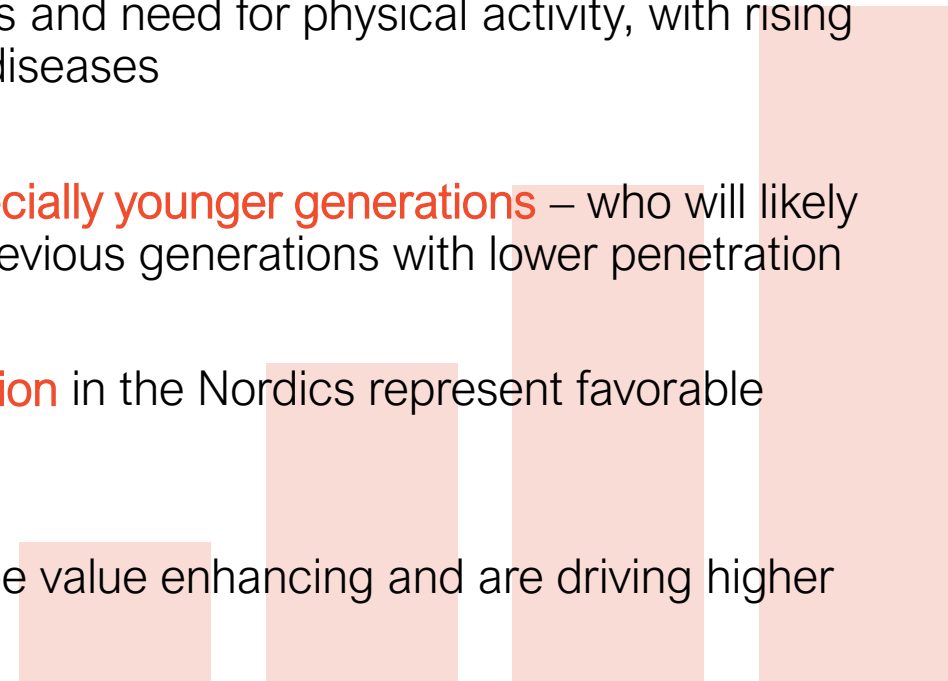 s and need for physical activity, with rising
diseases
cially younger generations – who will likely
evious generations with lower penetration
ion in the Nordics represent favorable
e value enhancing and are driving higher